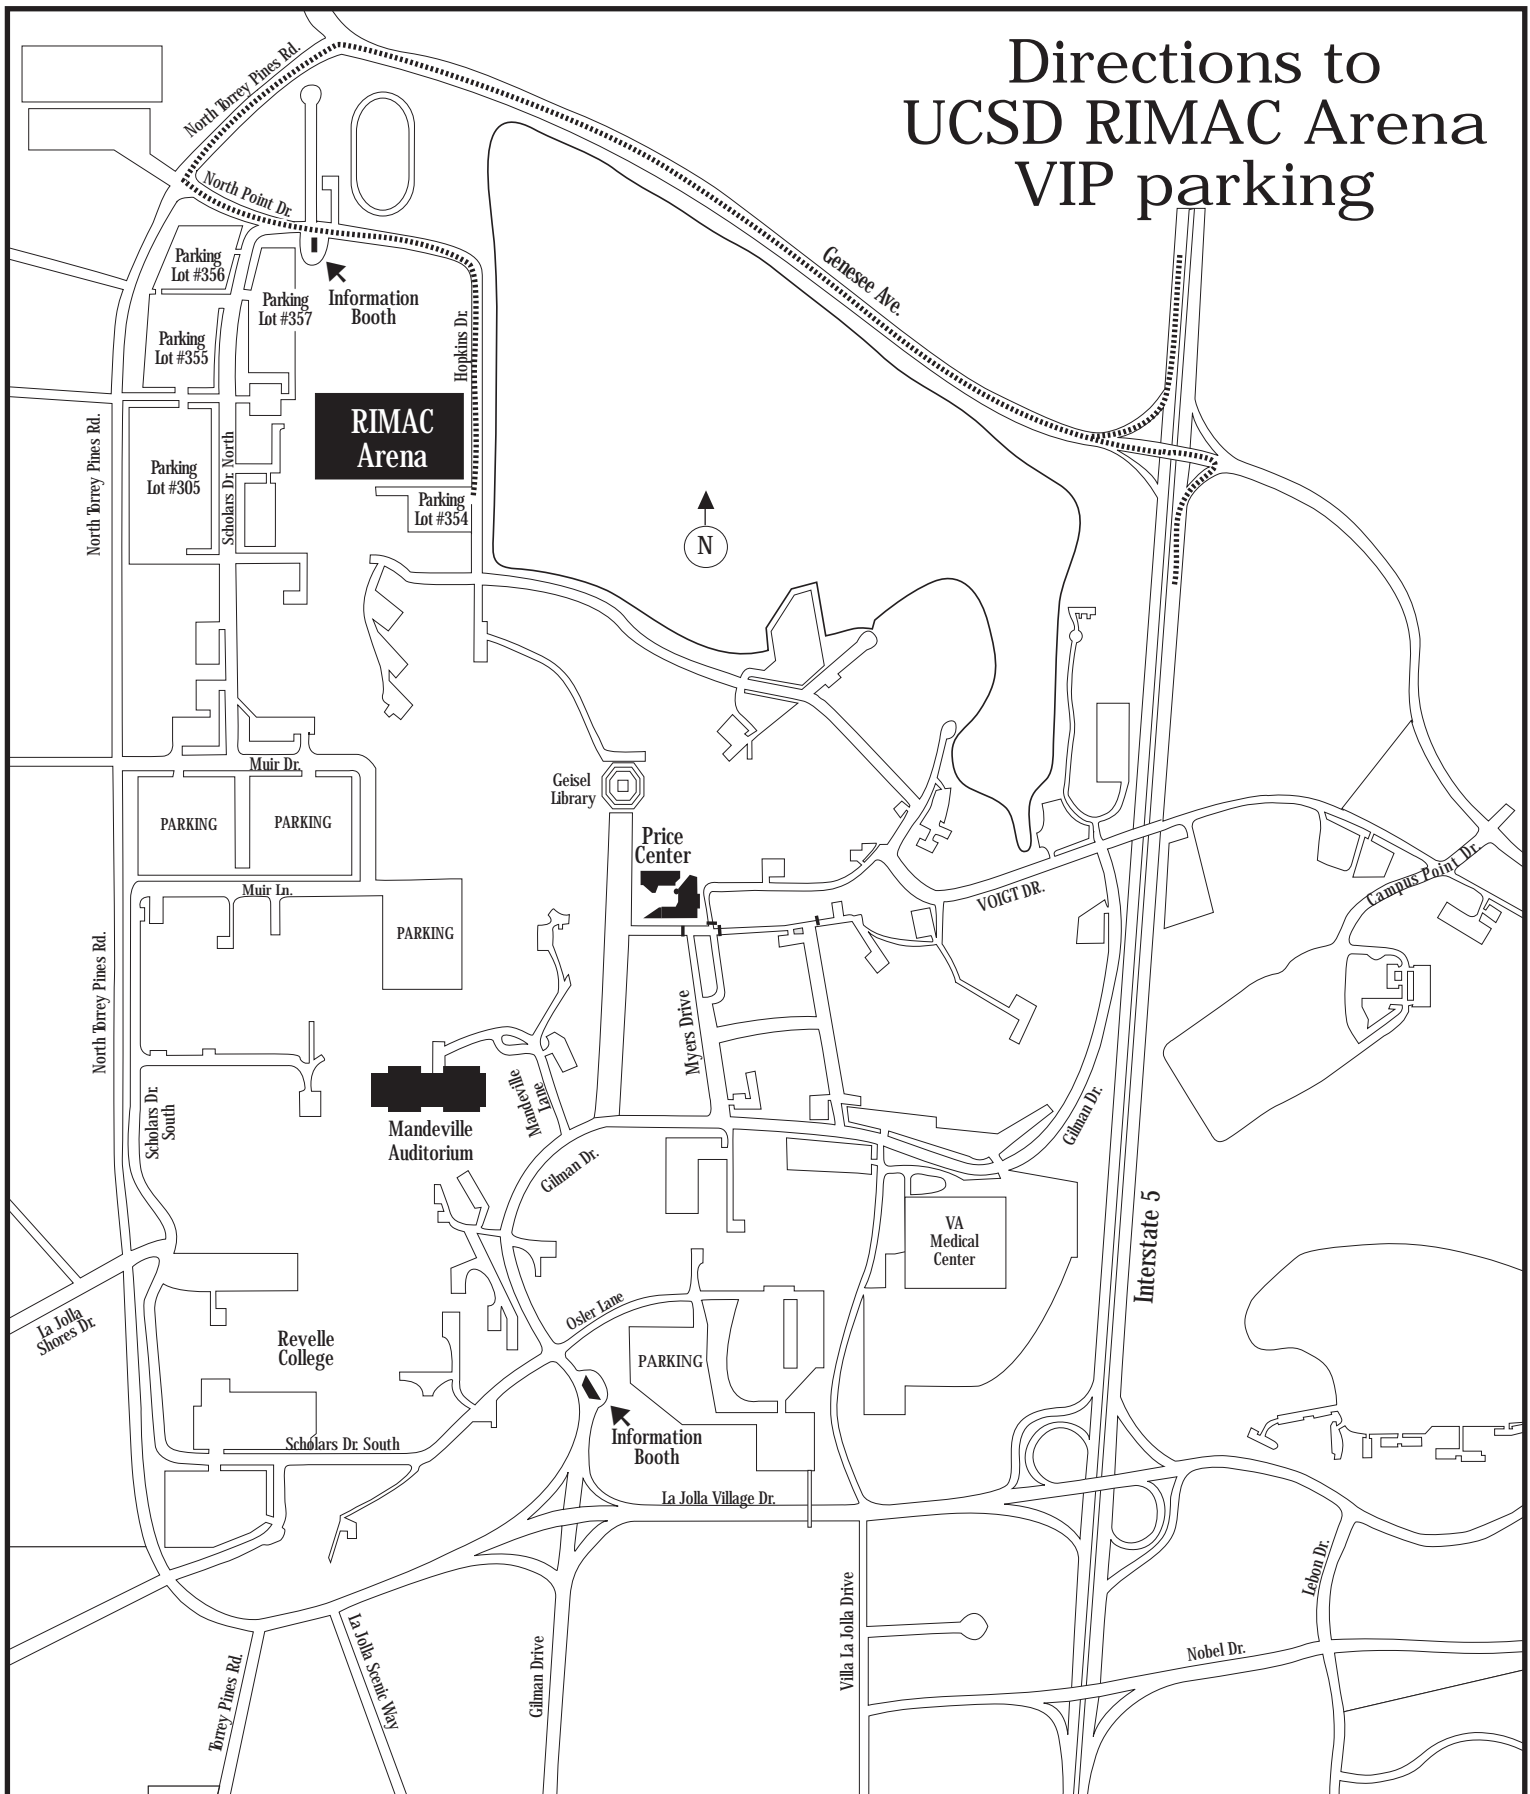 Directions to
UCSD RIMAC Arena
VIP parking
North Torrey Pines Rd.
North Point Dr.
Genesee Ave.
Parking
Lot #356
Parking
Lot #357
Information
Booth
Parking
Lot #355
Hopkins Dr.
RIMAC
Arena
North Torrey Pines Rd.
Parking
Lot #305
Scholars Dr. North
Parking
Lot #354
N
Muir Dr.
Geisel
Library
PARKING
PARKING
Price
Center
Muir Ln.
VOIGT DR.
Campus Point Dr.
PARKING
North Torrey Pines Rd.
Myers Drive
Mandeville
Lane
Scholars Dr.
South
Mandeville
Auditorium
Gilman Dr.
Gilman Dr.
VA
Medical
Center
Interstate 5
La Jolla
Shores Dr.
Osler Lane
Revelle
College
PARKING
Scholars Dr. South
Information
Booth
La Jolla Village Dr.
Lebon Dr.
Villa La Jolla Drive
La Jolla Scenic Way
Torrey Pines Rd.
Gilman Drive
Nobel Dr.